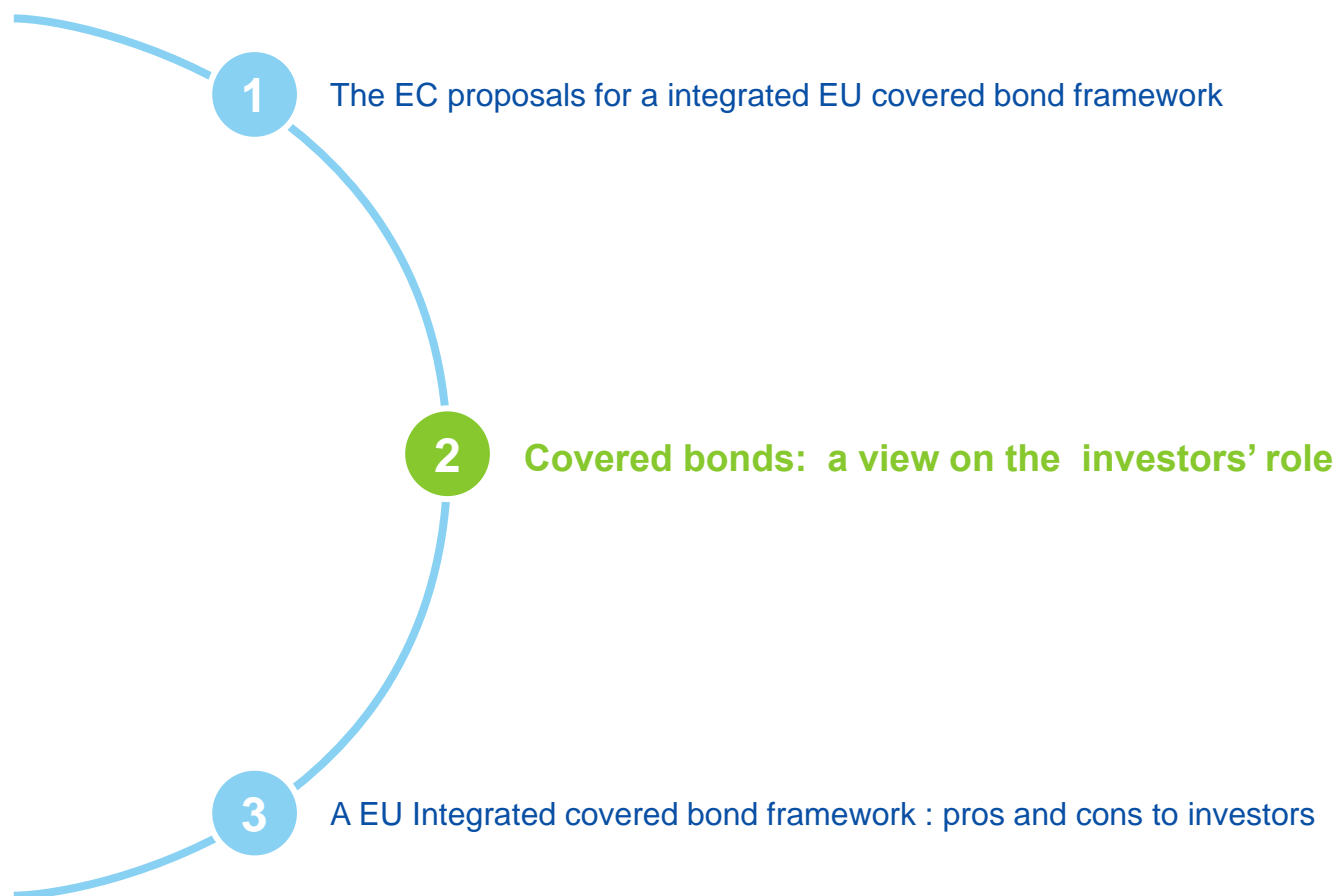 1
The EC proposals for a integrated EU covered bond framework
2
Covered bonds:  a view on the  investors’ role
3
A EU Integrated covered bond framework : pros and cons to investors